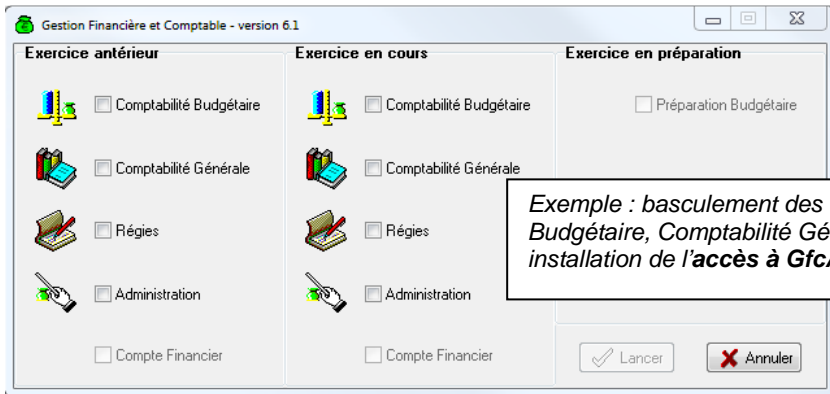 Gestion Financière et Comptable - version 6.1
Exercice antérieur
Comptabilité Budgétaire
Comptabilité Générale
Régies
Administration
Compte Financier
Exercice en cours
Comptabilité Budgétaire
Comptabilité Générale
Régies
Administration
Compte Financier
Exercice en préparation
Préparation Budgétaire
Exemple : basculement des
Budgétaire, Comptabilité Gé
installation de l'accès à Gfc
Lancer
Annuler